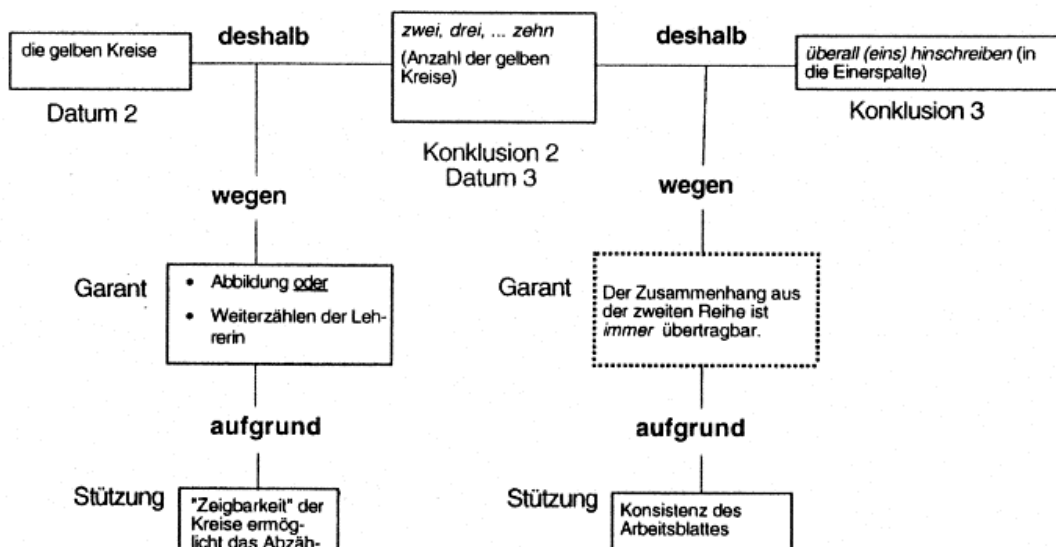 deshalb
deshalb
die gelben Kreise
zwei, drei, ... zehn
(Anzahl der gelben
Kreise)
überall (eins) hinschreiben (in
die Einerspalte)
Datum 2
Konklusion 2
Datum 3
Konklusion 3
wegen
wegen
Garant
• Abbildung oder
• Weiterzählen der Leh-
rerin
Garant
Der Zusammenhang aus
der zweiten Reihe ist
immer übertragbar.
aufgrund
aufgrund
Stützung
"Zeigbarkeit" der
Kreise ermög-
licht das Abzäh-
Stützung
Konsistenz des
Arbeitsblattes